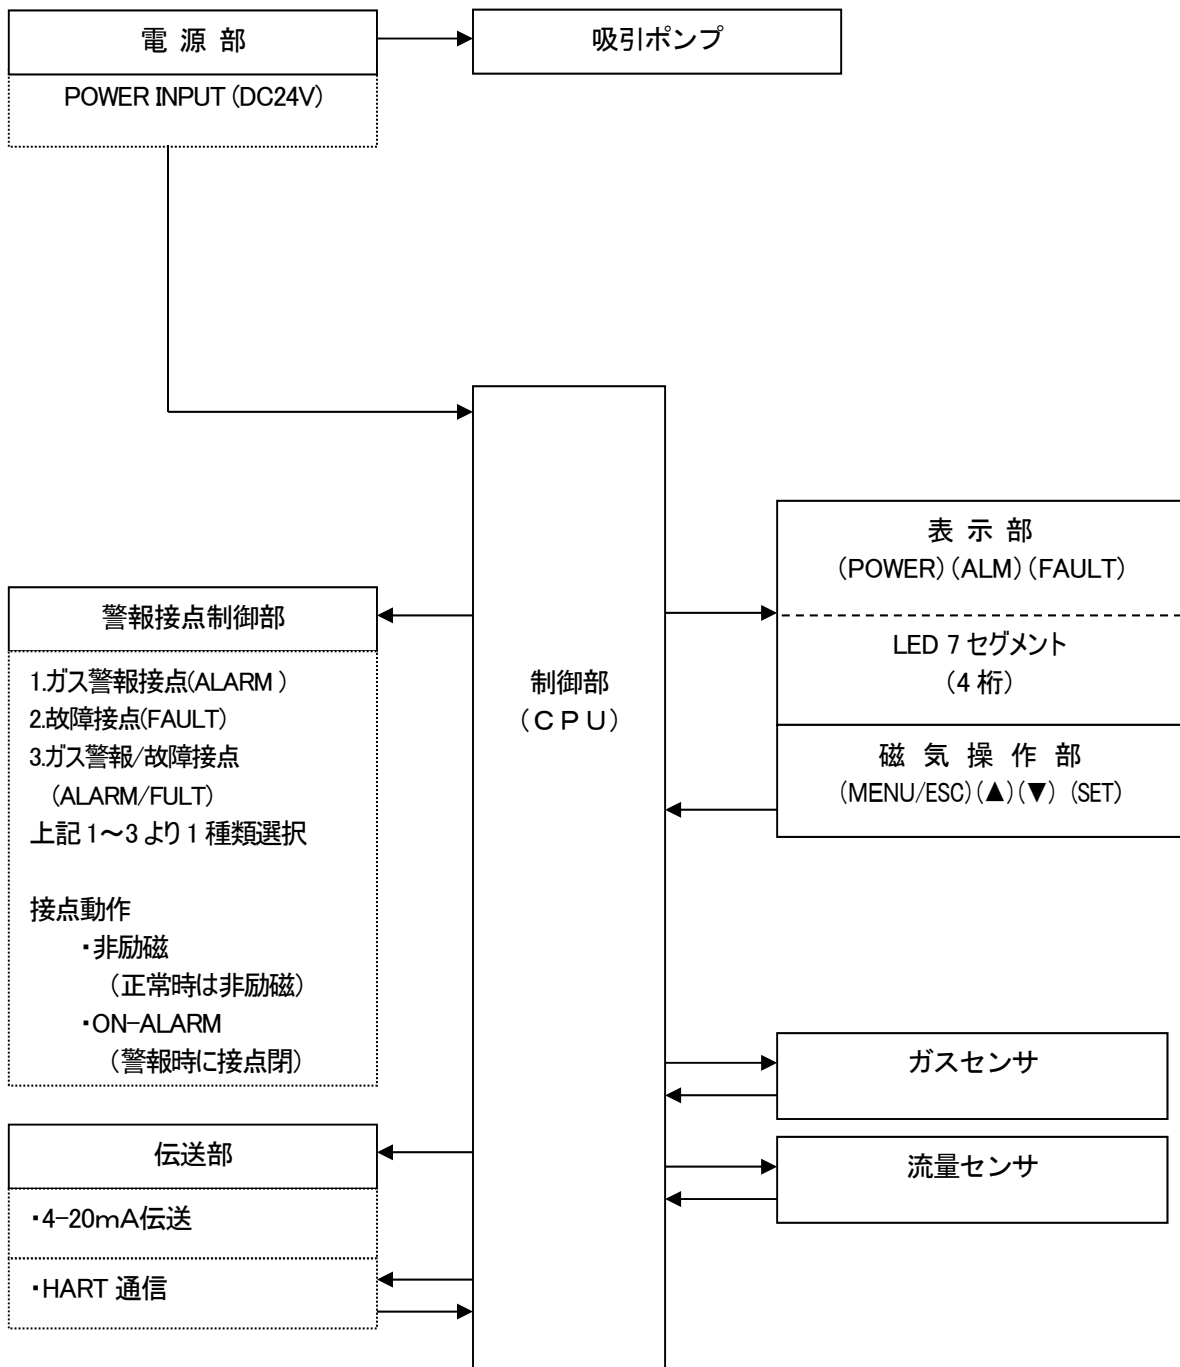 電 源 部
吸引ポンプ
POWER INPUT (DC24V)
表 示 部
(POWER) (ALM) (FAULT)
LED 7 セグメント
(4 桁)
磁 気 操 作 部
(MENU/ESC) (▲) (▼) (SET)
警報接点制御部
1.ガス警報接点(ALARM )
2.故障接点(FAULT)
3.ガス警報/故障接点
(ALARM/FULT)
上記 1～3 より 1 種類選択
接点動作
・非励磁
(正常時は非励磁)
・ON-ALARM
(警報時に接点閉)
制御部
(ＣＰＵ)
ガスセンサ
流量センサ
伝送部
・4-20ｍＡ伝送
・HART 通信